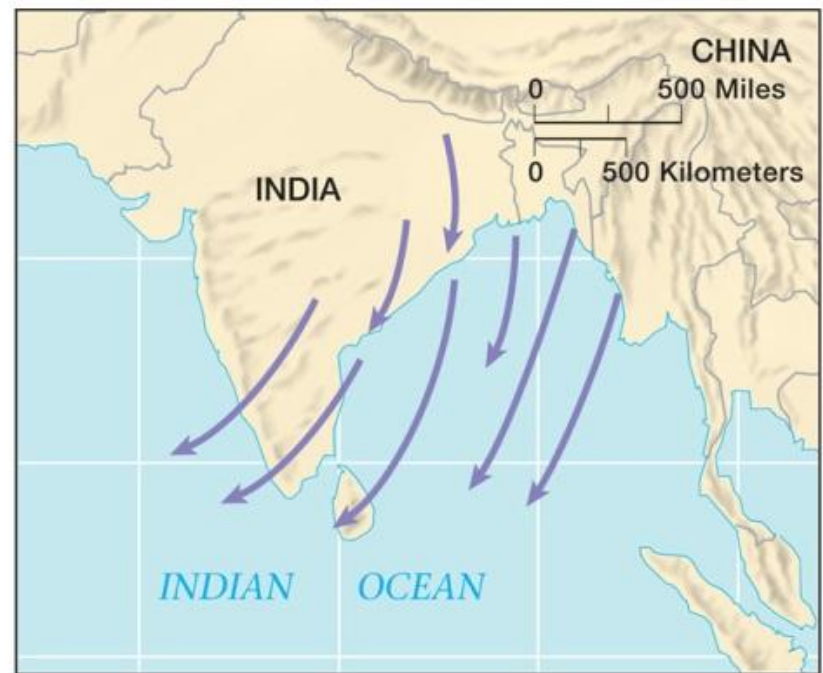 CHINA
0 500 Miles
0 500 Kilometers
INDIA
INDIAN OCEAN